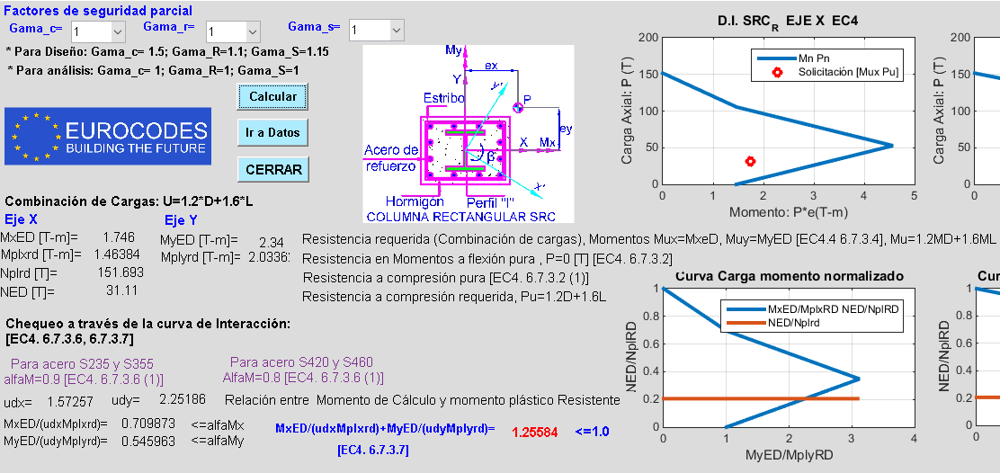 Factores de seguridad parcial
Gama_c= 1 Gama_r= 1 Gama_s= 1
* Para Diseño: Gama_c= 1.5; Gama_R=1.1; Gama_S=1.15
* Para análisis: Gama_c= 1; Gama_R=1; Gama_S=1
EUROCODES
BUILDING THE FUTURE
Calcular
Ir a Datos
CERRAR
My
ex
Y
y'
Estribo
P
ey
X Mx
β
Acero de
refuerzo
x'
Hormigón Perfil "I"
COLUMNA RECTANGULAR SRC
D.I. SRC_R EJE X EC4
Carga Axial: P (T)
200
150
100
50
0
Mn Pn
Solicitación [Mux Pu]
0 1 2 3 4 5
Momento: P*e(T-m)
Carga Axial: P (T)
200
150
100
50
0
0
Combinación de Cargas: U=1.2*D+1.6*L
Eje X Eje Y
MxED [T-m]= 1.746 MyED [T-m]= 2.34
Resistencia requerida (Combinación de cargas), Momentos Mux=MxeD, Muy=MyED [EC4.4 6.7.3.4], Mu=1.2MD+1.6ML
Mplxrd [T-m]= 1.46384 Mplyrd [T-m]= 2.0336
Resistencia en Momentos a flexión pura , P=0 [T] [EC4. 6.7.3.2]
Nplrd [T]= 151.693
Resistencia a compresión pura [EC4. 6.7.3.2 (1)]
NED [T]= 31.11
Resistencia a compresión requerida, Pu=1.2D+1.6L
Chequeo a través de la curva de Interacción:
[EC4. 6.7.3.6, 6.7.3.7]
Para acero S235 y S355
alfaM=0.9 [EC4. 6.7.3.6 (1)]
Para acero S420 y S460
AlfaM=0.8 [EC4. 6.7.3.6 (1)]
udx= 1.57257 udy= 2.25186 Relación entre Momento de Cálculo y momento plástico Resistente
MxED/(udxMplxrd)= 0.709873 <=alfaMx
MyED/(udyMplyrd)= 0.545963 <=alfaMy
MxED/(udxMplxrd)+MyED/(udyMplyrd)= 1.25584 <=1.0
[EC4. 6.7.3.7]
Curva Carga momento normalizado
NED/NplRD
1
0.8
0.6
0.4
0.2
0
MxED/MplxRD NED/NplRD
NED/Nplrd
0 1 2 3 4
MyED/MplyRD
Cur
NED/NplRD
1
0.8
0.6
0.4
0.2
0
0